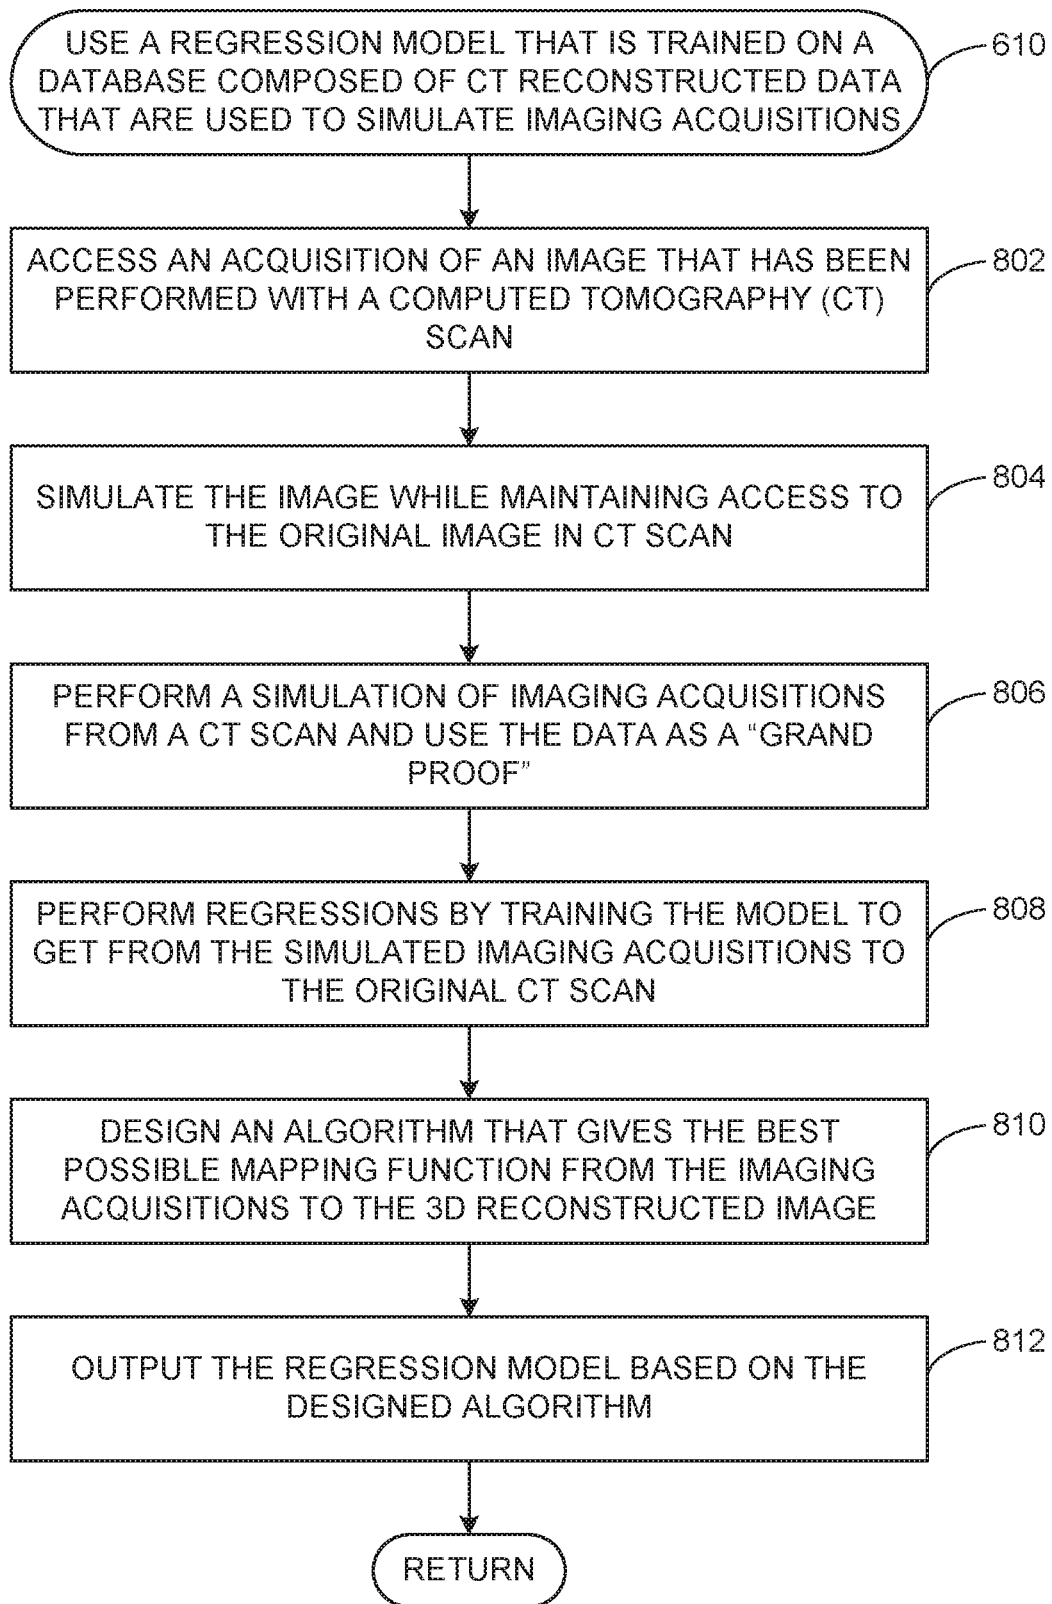 USE A REGRESSION MODEL THAT IS TRAINED ON A
DATABASE COMPOSED OF CT RECONSTRUCTED DATA
THAT ARE USED TO SIMULATE IMAGING ACQUISITIONS
610
ACCESS AN ACQUISITION OF AN IMAGE THAT HAS BEEN
PERFORMED WITH A COMPUTED TOMOGRAPHY (CT)
SCAN
802
SIMULATE THE IMAGE WHILE MAINTAINING ACCESS TO
THE ORIGINAL IMAGE IN CT SCAN
804
PERFORM A SIMULATION OF IMAGING ACQUISITIONS
FROM A CT SCAN AND USE THE DATA AS A “GRAND
PROOF”
806
PERFORM REGRESSIONS BY TRAINING THE MODEL TO
GET FROM THE SIMULATED IMAGING ACQUISITIONS TO
THE ORIGINAL CT SCAN
808
DESIGN AN ALGORITHM THAT GIVES THE BEST
POSSIBLE MAPPING FUNCTION FROM THE IMAGING
ACQUISITIONS TO THE 3D RECONSTRUCTED IMAGE
810
OUTPUT THE REGRESSION MODEL BASED ON THE
DESIGNED ALGORITHM
812
RETURN